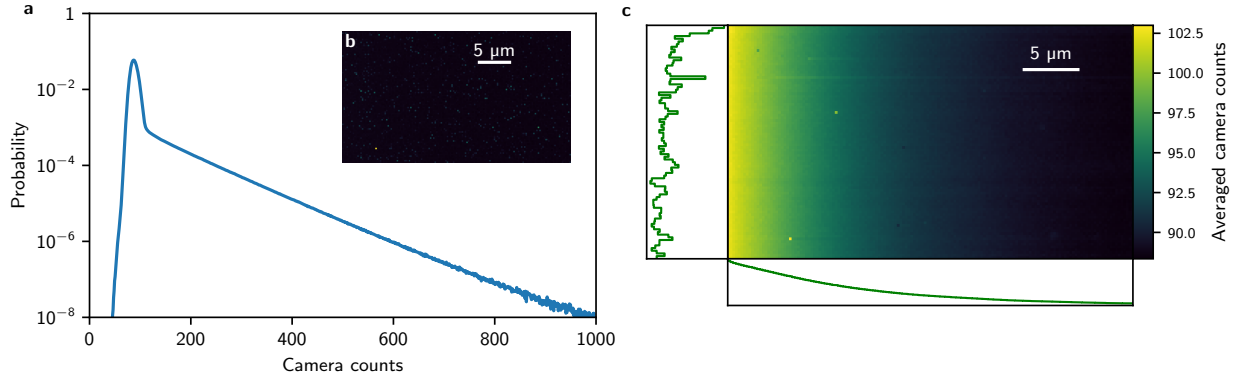 a
1
10⁻²
10⁻⁴
10⁻⁶
10⁻⁸
Probability
0
200
400
600
800
1000
Camera counts
b
5 μm
c
5 μm
102.5
100.0
97.5
95.0
92.5
90.0
Averaged camera counts